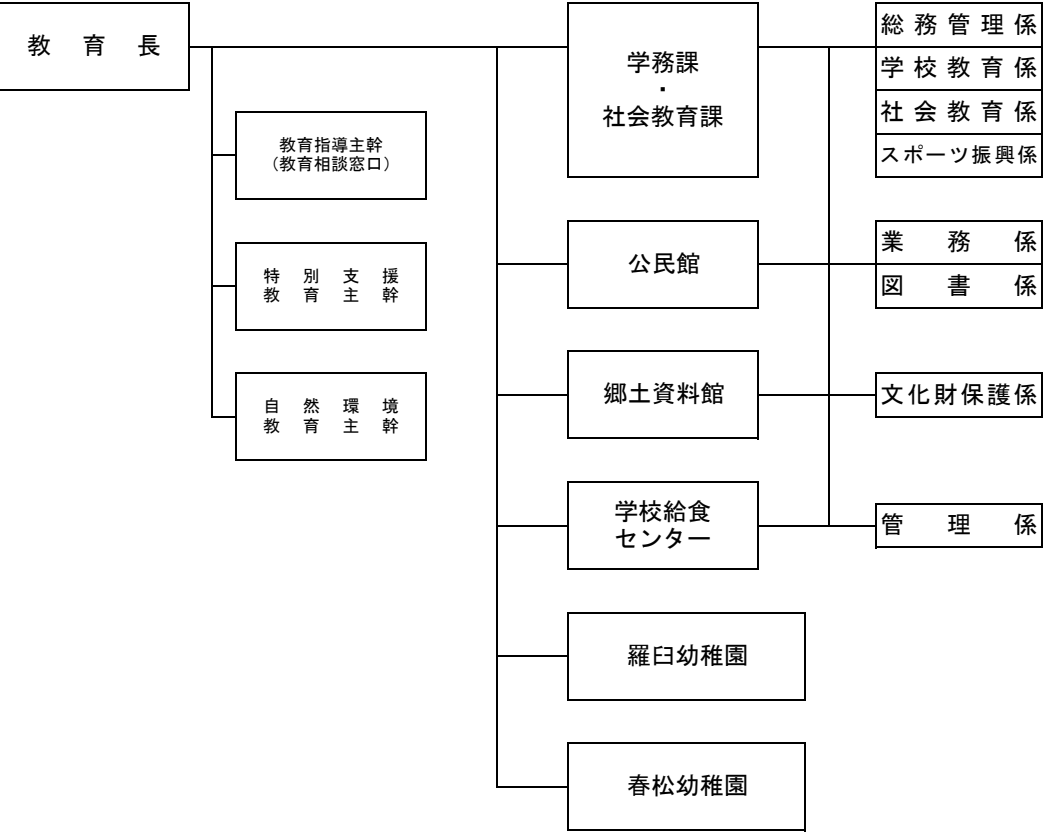 教育長
教育指導主幹
（教育相談窓口）
特別支援
教育主幹
自然環境
教育主幹
学務課
・
社会教育課
公民館
郷土資料館
学校給食
センター
羅臼幼稚園
春松幼稚園
総務管理係
学校教育係
社会教育係
スポーツ振興係
業務係
図書係
文化財保護係
管理係